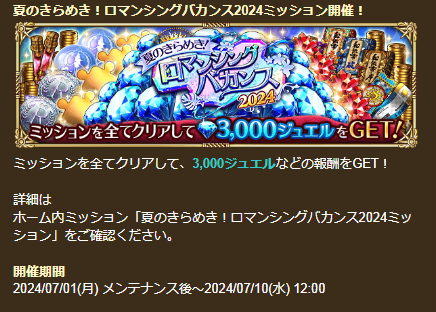 夏のきらめき！ロマンシングバカンス2024ミッション開催！
夏のきらめき！
ロマンシング
バカンス
2024
ミッションを全てクリアして3,000ジュエルをGET!
ミッションを全てクリアして、3,000ジュエルなどの報酬をGET！
詳細は
ホーム内ミッション「夏のきらめき！ロマンシングバカンス2024ミッ
ション」をご確認ください。
開催期間
2024/07/01(月) メンテナンス後～2024/07/10(水) 12:00